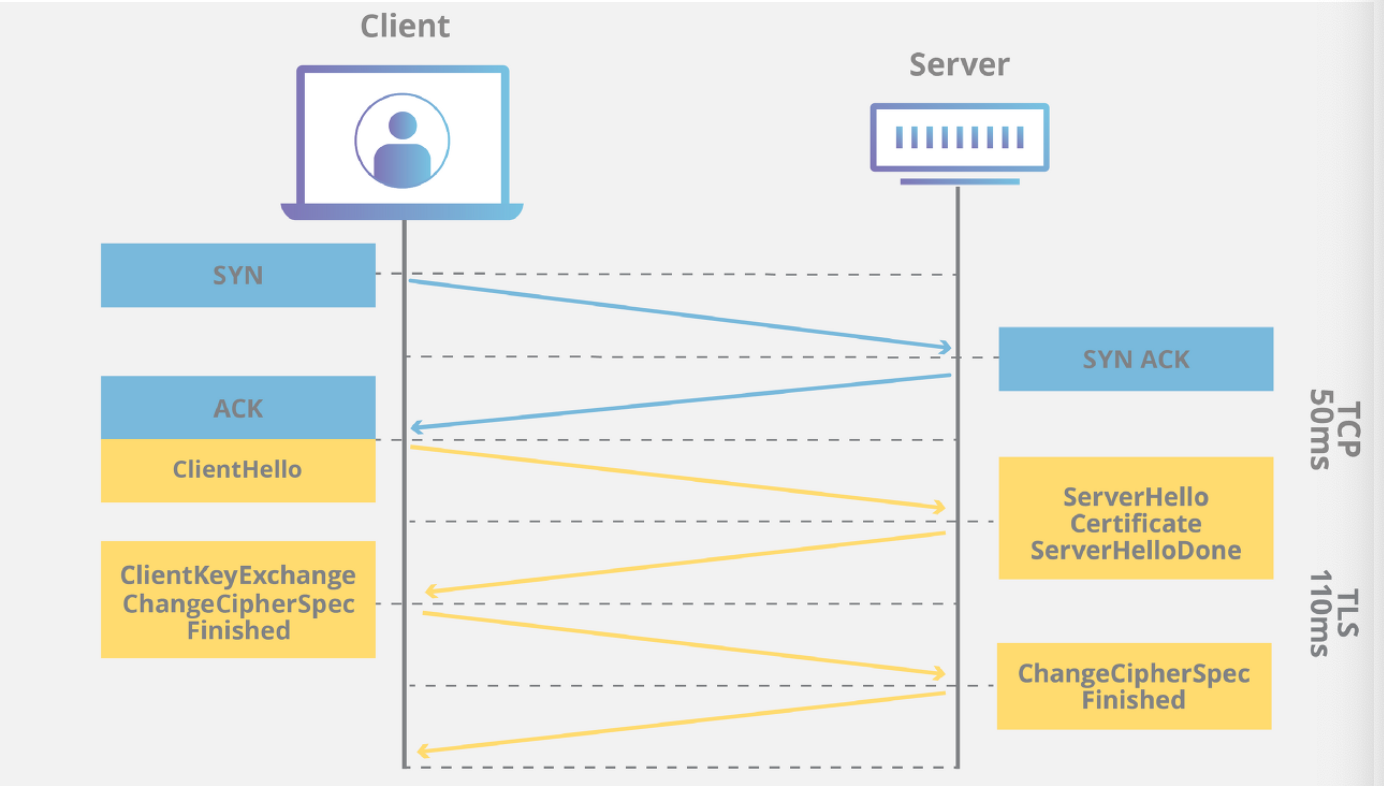 Client
Server
SYN
SYN ACK
ACK
ClientHello
ServerHello
Certificate
ServerHelloDone
ClientKeyExchange
ChangeCipherSpec
Finished
ChangeCipherSpec
Finished
TCP
50ms
TLS
110ms